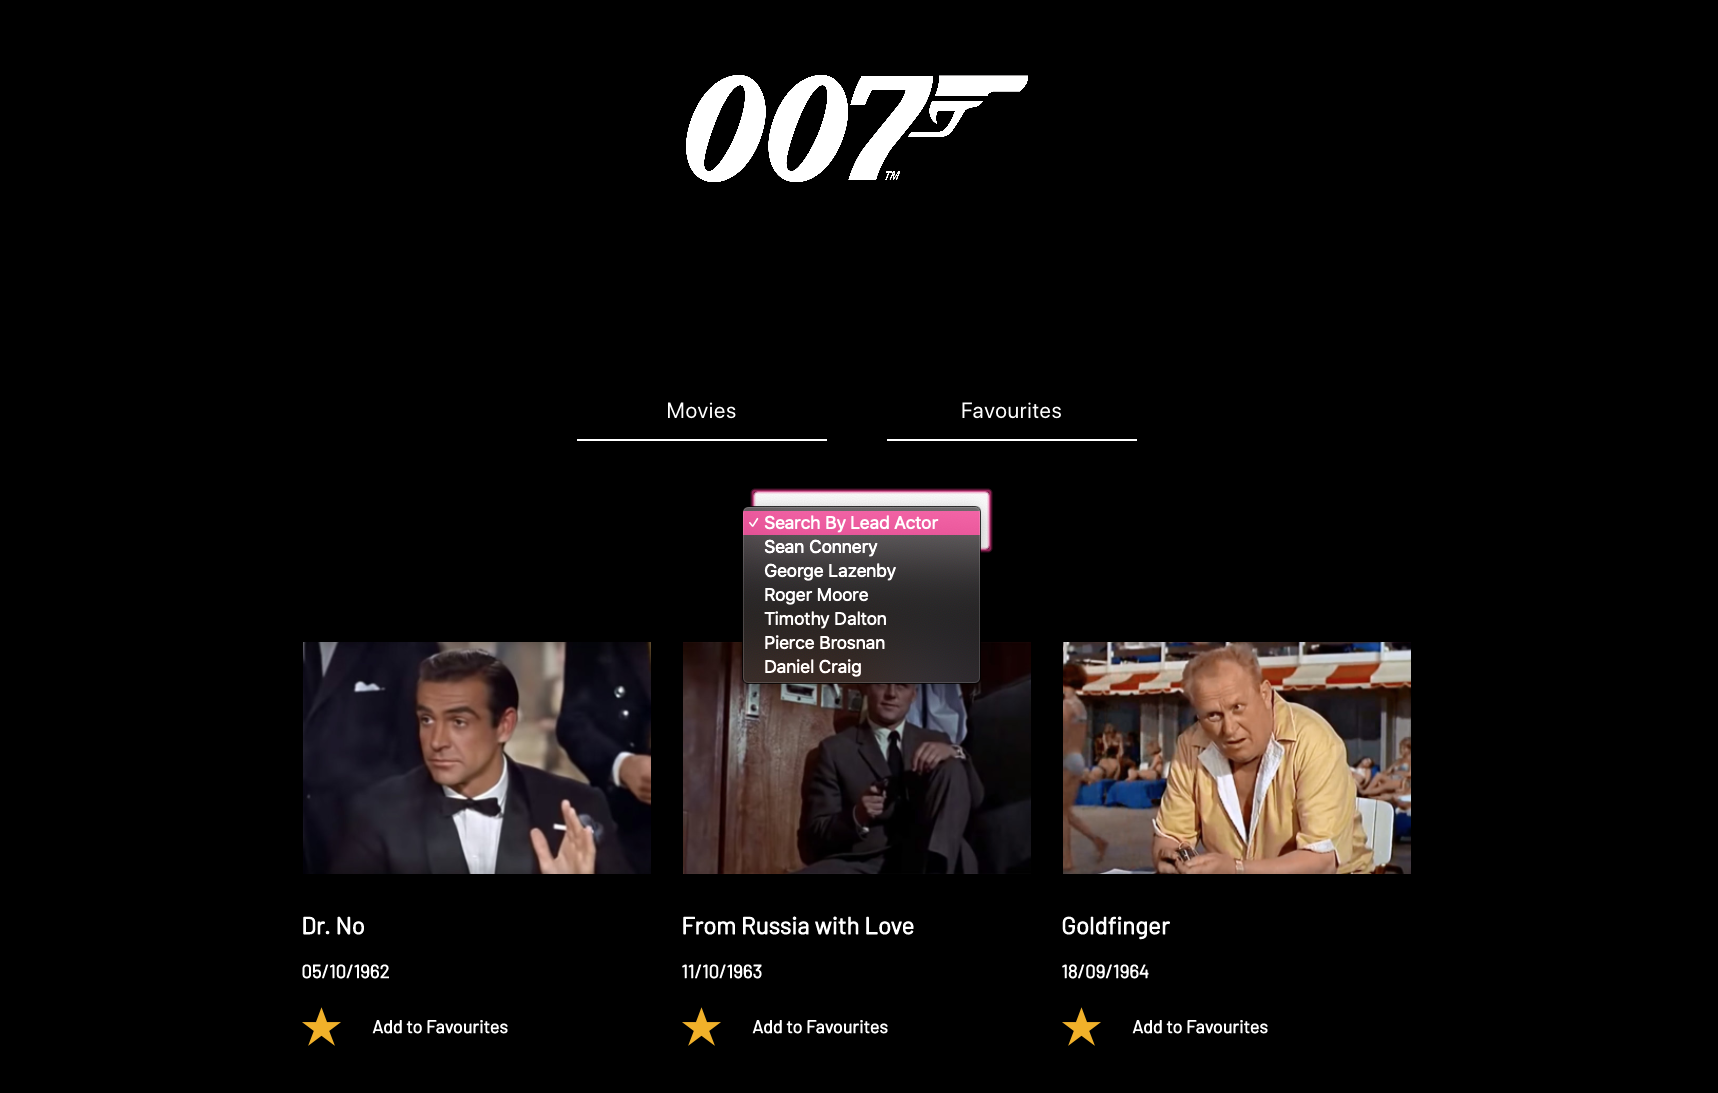 007
TM
Movies
Favourites
✓ Search By Lead Actor
Sean Connery
George Lazenby
Roger Moore
Timothy Dalton
Pierce Brosnan
Daniel Craig
Dr. No
From Russia with Love
Goldfinger
05/10/1962
11/10/1963
18/09/1964
Add to Favourites
Add to Favourites
Add to Favourites